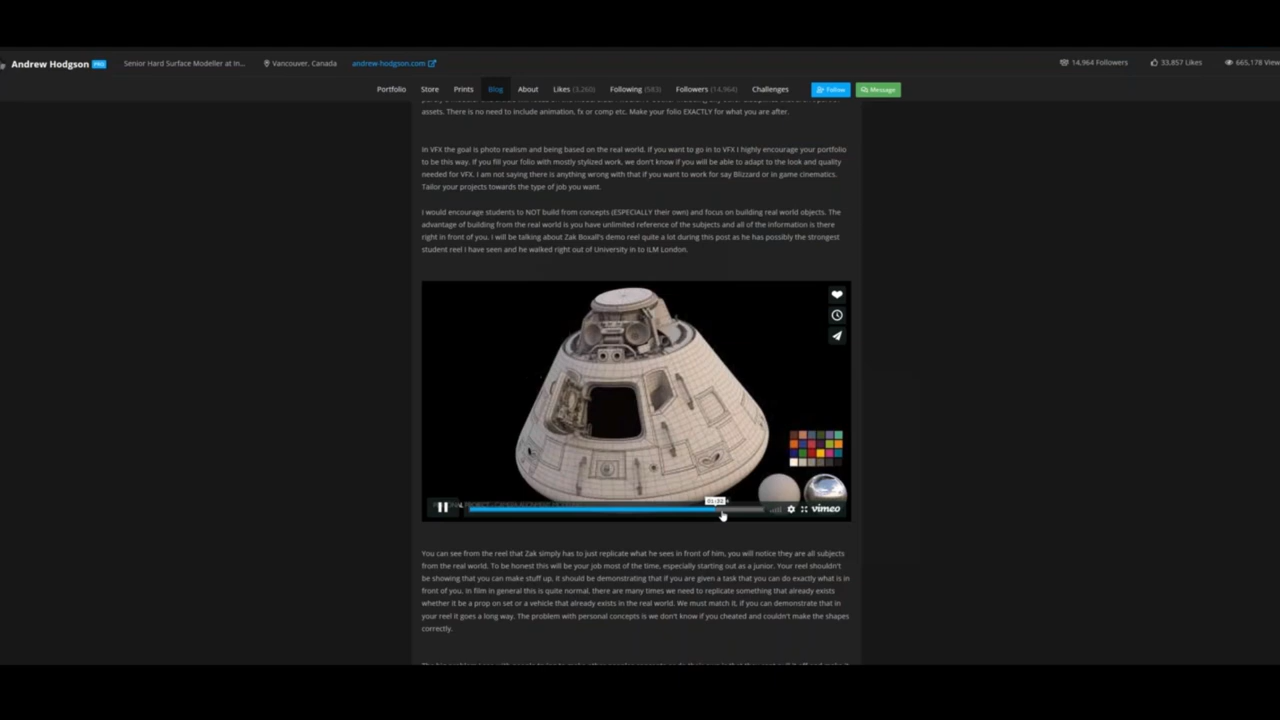 Andrew Hodgson PRO Senior Hard Surface Modeller at In... Vancouver, Canada andrew-hodgson.com 14,964 Followers 33,857 Likes 665,178 View
Portfolio Store Prints Blog About Likes (3,260) Following (583) Followers (14,964) Challenges Follow Message
assets. There is no need to include animation, fx or comp etc. Make your folio EXACTLY for what you are after.
In VFX the goal is photo realism and being based on the real world. If you want to go in to VFX I highly encourage your portfolio
to be this way. If you fill your folio with mostly stylized work, we don't know if you will be able to adapt to the look and quality
needed for VFX. I am not saying there is anything wrong with that if you want to work for say Blizzard or in game cinematics.
Tailor your projects towards the type of job you want.
I would encourage students to NOT build from concepts (ESPECIALLY their own) and focus on building real world objects. The
advantage of building from the real world is you have unlimited reference of the subjects and all of the information is there
right in front of you. I will be talking about Zak Boxall's demo reel quite a lot during this post as he has possibly the strongest
student reel I have seen and he walked right out of University in to ILM London.
01:30
vimeo
You can see from the reel that Zak simply has to just replicate what he sees in front of him, you will notice they are all subjects
from the real world. To be honest this will be your job most of the time, especially starting out as a junior. Your reel shouldn't
be showing that you can make stuff up, it should be demonstrating that if you are given a task that you can do exactly what is in
front of you. In film in general this is quite normal, there are many times we need to replicate something that already exists
whether it be a prop on set or a vehicle that already exists in the real world. We must match it, if you can demonstrate that in
your reel it goes a long way. The problem with personal concepts is we don't know if you cheated and couldn't make the shapes
correctly.